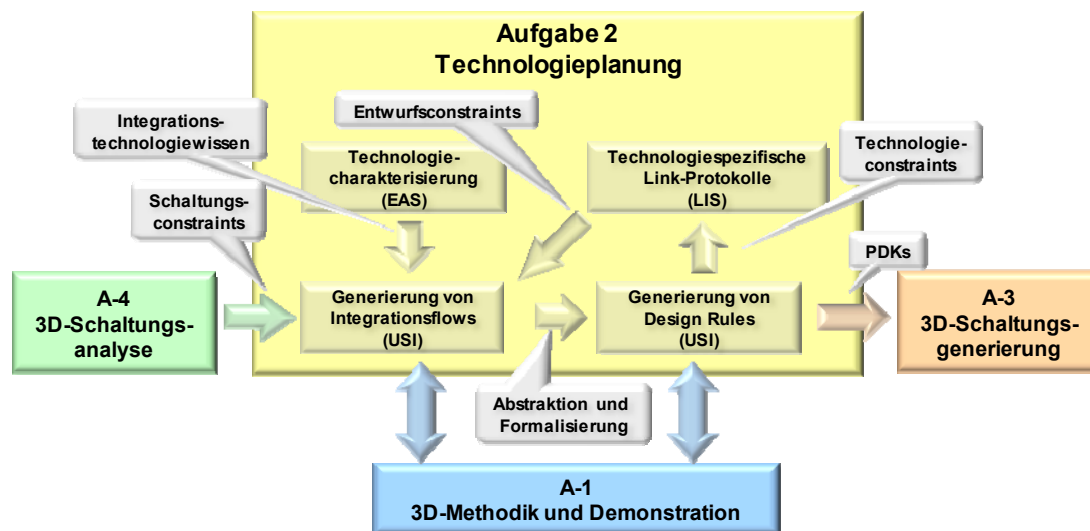 Aufgabe 2
Technologieplanung
Integrations-
technologiewissen
Entwurfsconstraints
Technologie-
constraints
Technologie-
charakterisierung
(EAS)
Technologiespezifische
Link-Protokolle
(LIS)
Schaltungs-
constraints
PDKs
A-4
3D-Schaltungs-
analyse
Generierung von
Integrationsflows
(USI)
Generierung von
Design Rules
(USI)
A-3
3D-Schaltungs-
generierung
Abstraktion und
Formalisierung
A-1
3D-Methodik und Demonstration